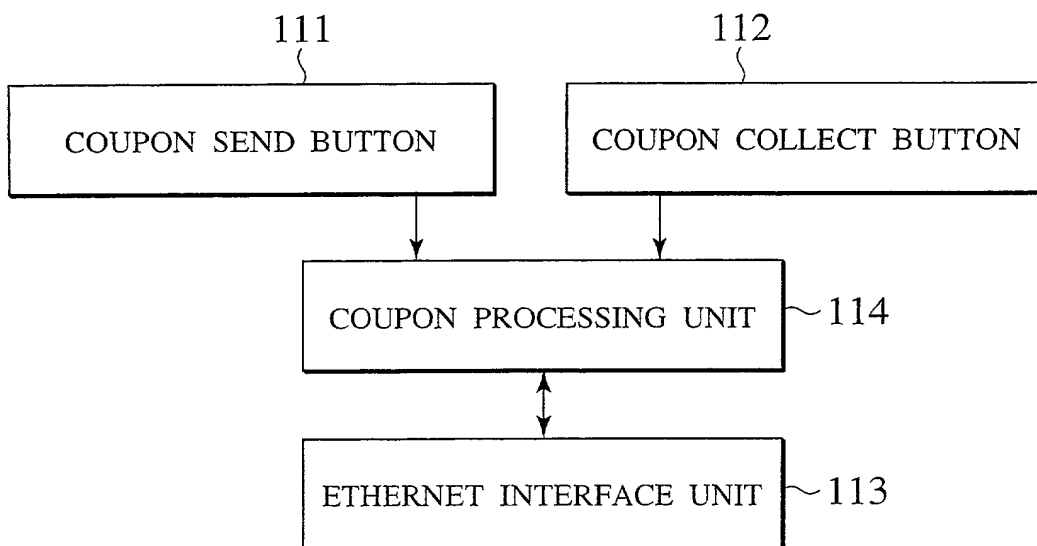 111
112
COUPON SEND BUTTON
COUPON COLLECT BUTTON
COUPON PROCESSING UNIT
114
ETHERNET INTERFACE UNIT
113